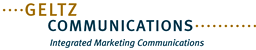 GELTZ
COMMUNICATIONS
Integrated Marketing Communications